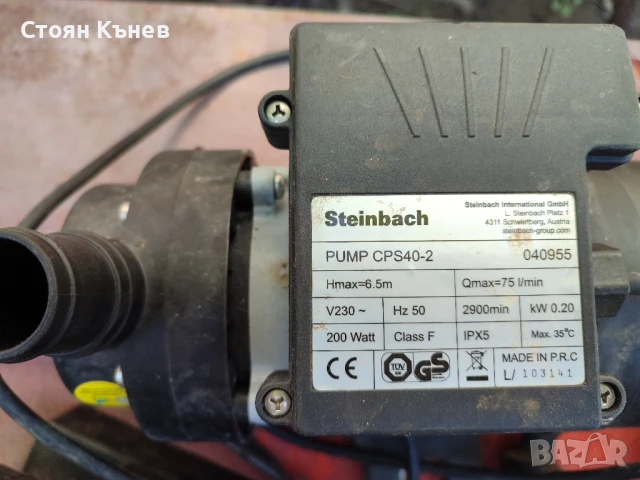 Стоян Кънев
Steinbach
Steinbach International GmbH
L. Steinbach Platz 1
4311 Schwertberg, Austria
steinbach-group.com
PUMP CPS40-2 040955
Hmax=6.5m Qmax=75 l/min
V230 ~ Hz 50 2900min kW 0.20
200 Watt Class F IPX5 Max. 35°C
CE TÜV GS MADE IN P.R.C
L/ 103141
BAZAR